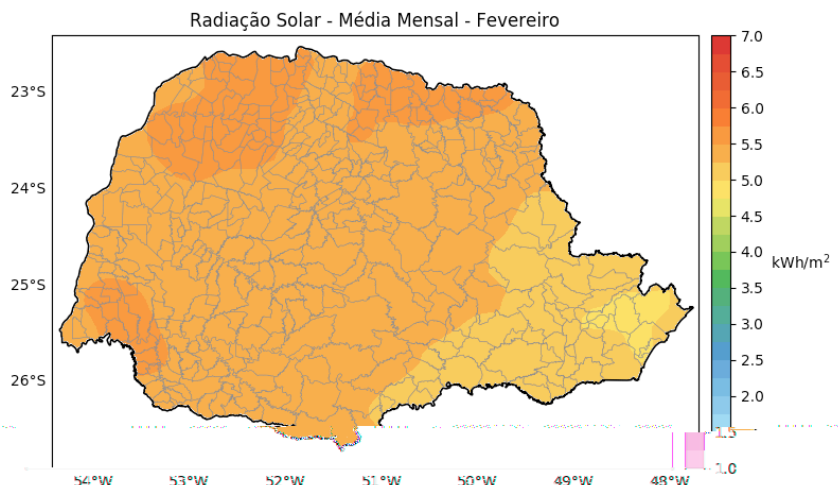 Radiação Solar - Média Mensal - Fevereiro
7.0
6.5
6.0
5.5
5.0
4.5
4.0
3.5
3.0
2.5
2.0
1.5
1.0
kWh/m²
23°S
24°S
25°S
26°S
54°W 53°W 52°W 51°W 50°W 49°W 48°W